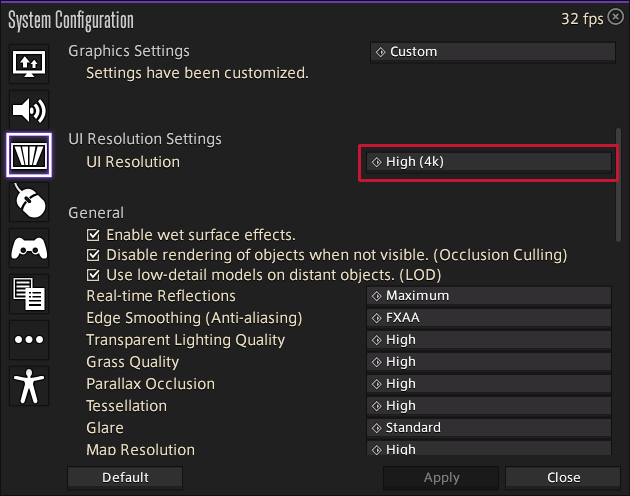 System Configuration
32 fps
Graphics Settings
Custom
Settings have been customized.
UI Resolution Settings
UI Resolution
High (4k)
General
Enable wet surface effects.
Disable rendering of objects when not visible. (Occlusion Culling)
Use low-detail models on distant objects. (LOD)
Real-time Reflections
Maximum
Edge Smoothing (Anti-aliasing)
FXAA
Transparent Lighting Quality
High
Grass Quality
High
Parallax Occlusion
High
Tessellation
High
Glare
Standard
Map Resolution
High
Default
Apply
Close